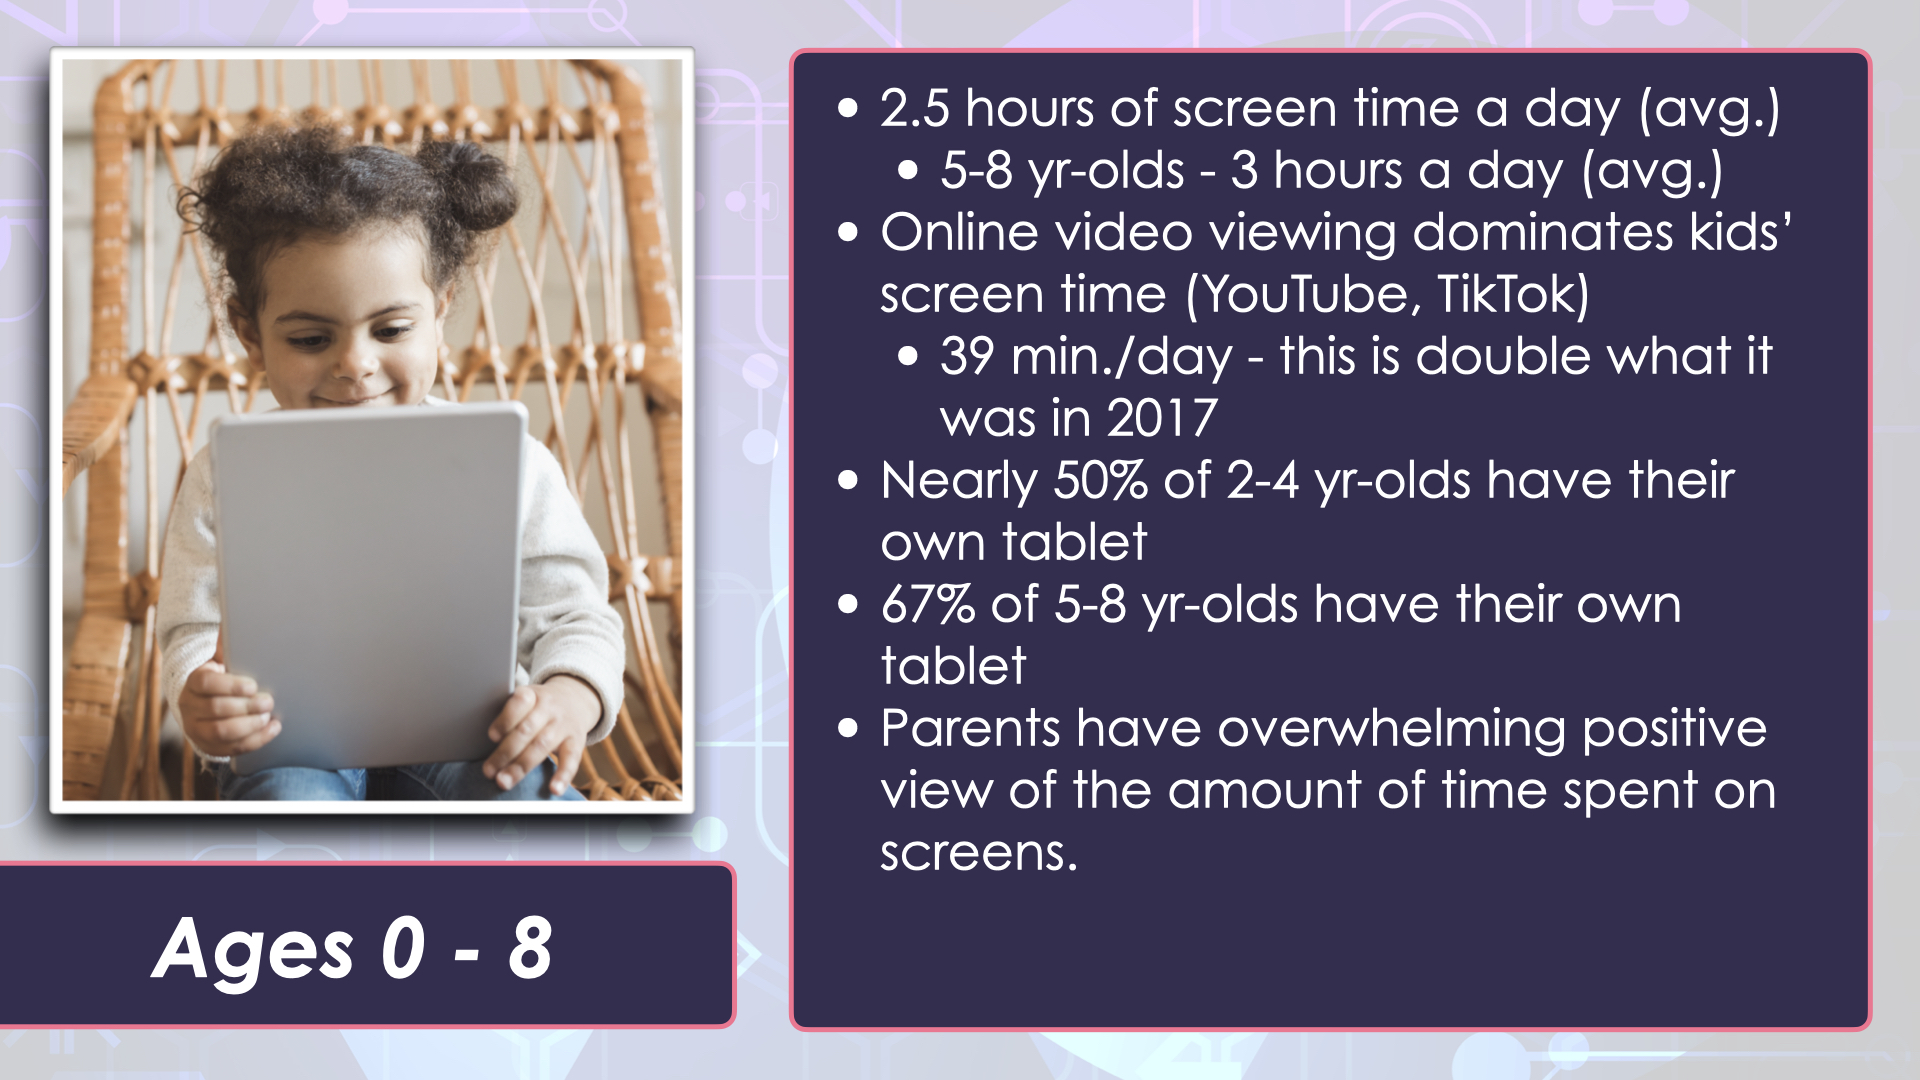 • 2.5 hours of screen time a day (avg.)
• 5-8 yr-olds - 3 hours a day (avg.)
• Online video viewing dominates kids’
screen time (YouTube, TikTok)
• 39 min./day - this is double what it
was in 2017
• Nearly 50% of 2-4 yr-olds have their
own tablet
• 67% of 5-8 yr-olds have their own
tablet
• Parents have overwhelming positive
view of the amount of time spent on
screens.
Ages 0 - 8